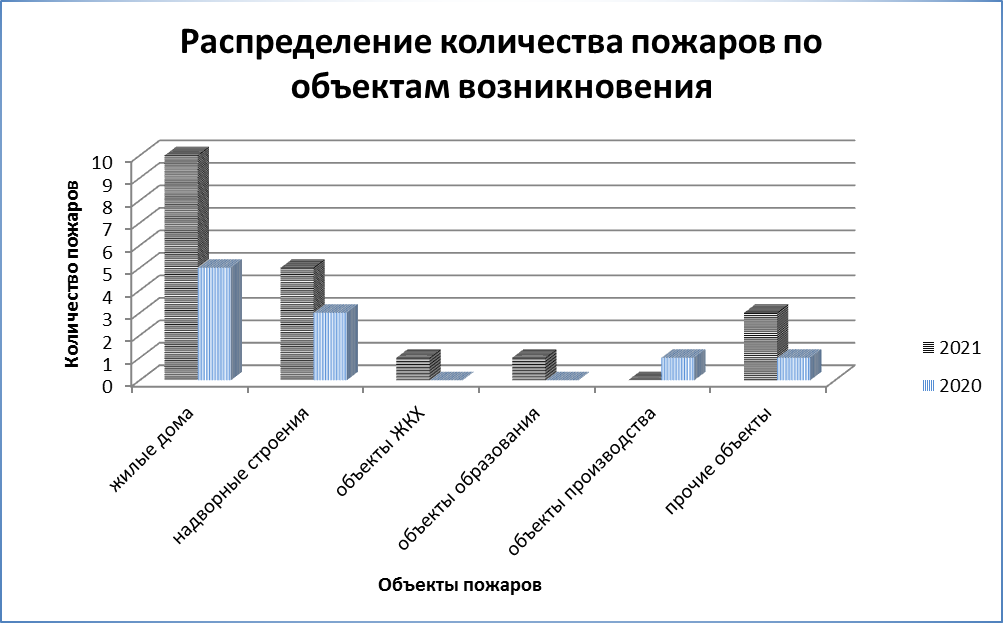 Распределение количества пожаров по
объектам возникновения
Количество пожаров
10
9
8
7
6
5
4
3
2
1
0
жилые дома
надворные строения
объекты ЖКХ
объекты образования
объекты производства
прочие объекты
Объекты пожаров
2021
2020